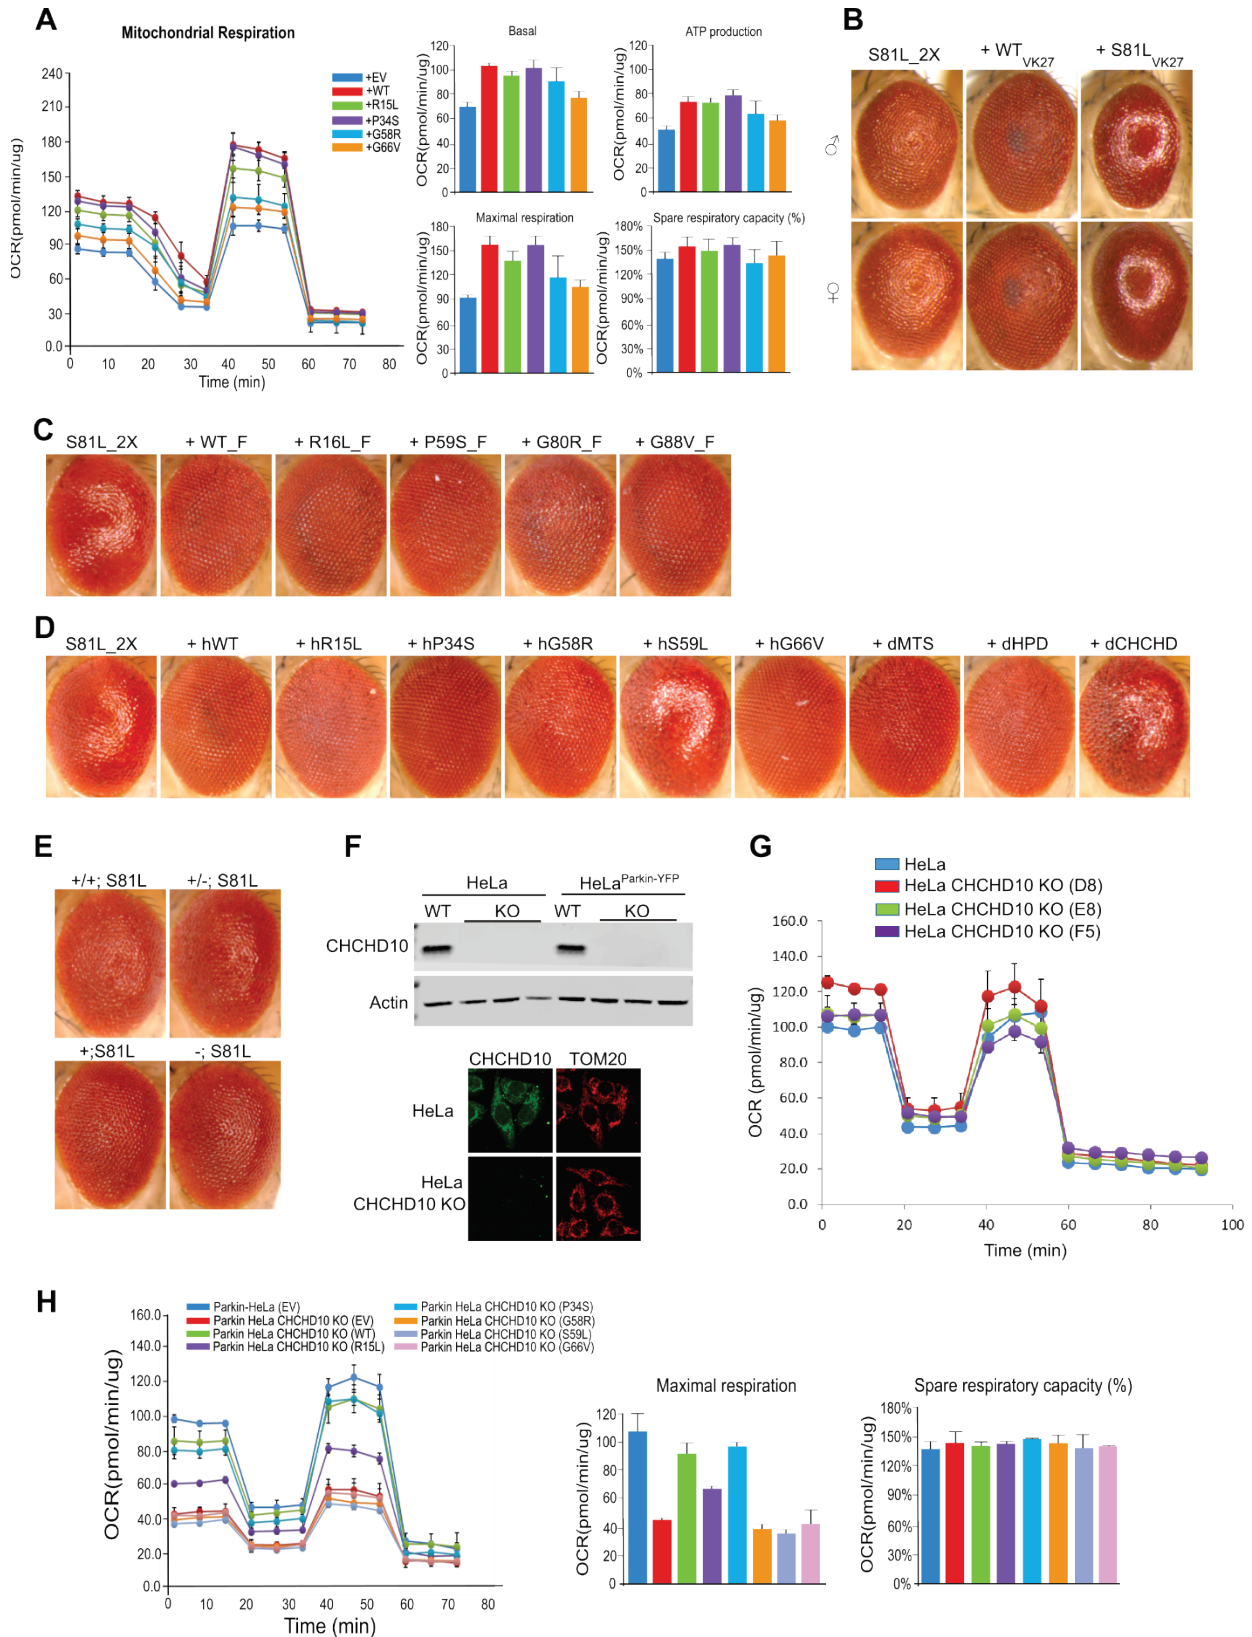 A
Mitochondrial Respiration
OCR(pmol/min/ug)
240
210
180
150
120
90
60
30
0.0
0 10 20 30 40 50 60 70 80
Time (min)
+EV
+WT
+R15L
+P34S
+G58R
+G66V
Basal
OCR(pmol/min/ug)
120
100
80
60
40
20
0
ATP production
OCR(pmol/min/ug)
120
100
80
60
40
20
0
Maximal respiration
OCR(pmol/min/ug)
180
150
120
90
60
30
0
Spare respiratory capacity (%)
OCR(pmol/min/ug)
180%
150%
120%
90%
60%
30%
0%
B
S81L_2X + WT VK27 + S81L VK27
♂
♀
C
S81L_2X + WT_F + R16L_F + P59S_F + G80R_F + G88V_F
D
S81L_2X + hWT + hR15L + hP34S + hG58R + hS59L + hG66V + dMTS + dHPD + dCHCHD
E
+/+; S81L +/-; S81L
+;S81L -; S81L
F
HeLa HeLa Parkin-YFP
WT KO WT KO
CHCHD10
Actin
CHCHD10 TOM20
HeLa
HeLa
CHCHD10 KO
G
HeLa
HeLa CHCHD10 KO (D8)
HeLa CHCHD10 KO (E8)
HeLa CHCHD10 KO (F5)
OCR (pmol/min/ug)
160.0
140.0
120.0
100.0
80.0
60.0
40.0
20.0
0.0
0 20 40 60 80 100
Time (min)
H
Parkin-HeLa (EV)
Parkin HeLa CHCHD10 KO (EV)
Parkin HeLa CHCHD10 KO (WT)
Parkin HeLa CHCHD10 KO (R15L)
Parkin HeLa CHCHD10 KO (P34S)
Parkin HeLa CHCHD10 KO (G58R)
Parkin HeLa CHCHD10 KO (S59L)
Parkin HeLa CHCHD10 KO (G66V)
OCR(pmol/min/ug)
160.0
140.0
120.0
100.0
80.0
60.0
40.0
20.0
0.0
0 10 20 30 40 50 60 70 80
Time (min)
Maximal respiration
OCR(pmol/min/ug)
120
100
80
60
40
20
0
Spare respiratory capacity (%)
OCR(pmol/min/ug)
180%
150%
120%
90%
60%
30%
0%